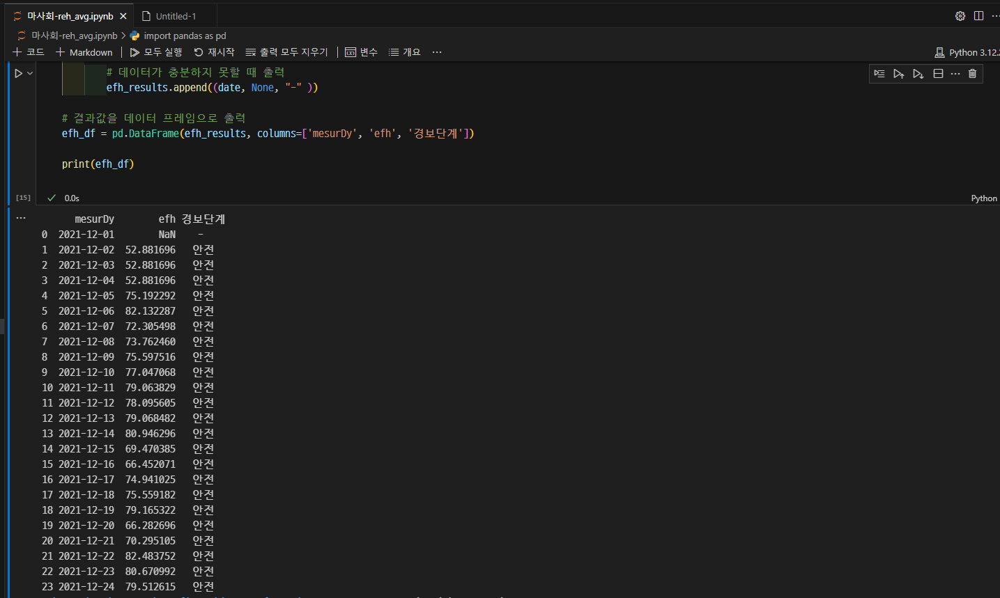 마사회-reh_avg.ipynb Untitled-1
마사회-reh_avg.ipynb > import pandas as pd
+ 코드 + Markdown | 모두 실행 재시작 출력 모두 지우기 | 변수 개요 ··· Python 3.12.
# 데이터가 충분하지 못할 때 출력
efh_results.append((date, None, "-" ))
# 결과값을 데이터 프레임으로 출력
efh_df = pd.DataFrame(efh_results, columns=['mesurDy', 'efh', '경보단계'])
print(efh_df)
[15] 0.0s Python
mesurDy efh 경보단계
0 2021-12-01 NaN -
1 2021-12-02 52.881696 안전
2 2021-12-03 52.881696 안전
3 2021-12-04 52.881696 안전
4 2021-12-05 75.192292 안전
5 2021-12-06 82.132287 안전
6 2021-12-07 72.305498 안전
7 2021-12-08 73.762460 안전
8 2021-12-09 75.597516 안전
9 2021-12-10 77.047068 안전
10 2021-12-11 79.063829 안전
11 2021-12-12 78.095605 안전
12 2021-12-13 79.068482 안전
13 2021-12-14 80.946296 안전
14 2021-12-15 69.470385 안전
15 2021-12-16 66.452071 안전
16 2021-12-17 74.941025 안전
17 2021-12-18 75.559182 안전
18 2021-12-19 79.165322 안전
19 2021-12-20 66.282696 안전
20 2021-12-21 70.295105 안전
21 2021-12-22 82.483752 안전
22 2021-12-23 80.670992 안전
23 2021-12-24 79.512615 안전